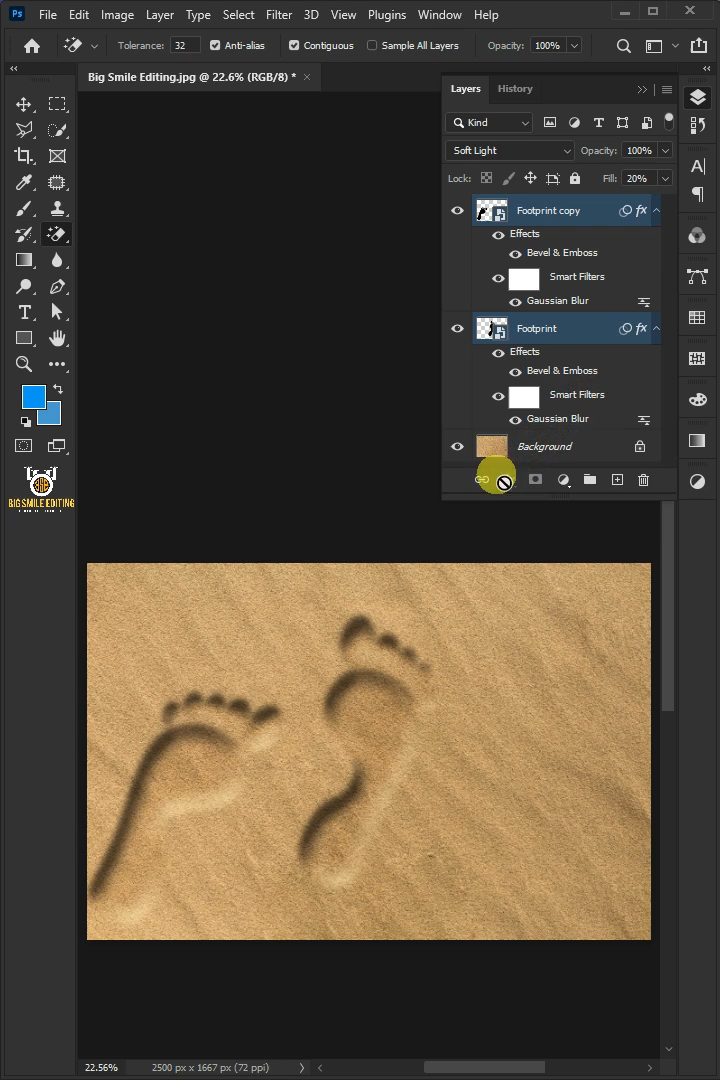 Ps File Edit Image Layer Type Select Filter 3D View Plugins Window Help
Tolerance: 32 Anti-alias Contiguous Sample All Layers Opacity: 100%
Big Smile Editing.jpg @ 22.6% (RGB/8) * ×
Layers History
Kind
Soft Light Opacity: 100%
Lock: Fill: 20%
Footprint copy fx
Effects
Bevel & Emboss
Smart Filters
Gaussian Blur
Footprint fx
Effects
Bevel & Emboss
Smart Filters
Gaussian Blur
Background
BIG SMILE EDITING
22.56% 2500 px x 1667 px (72 ppi)